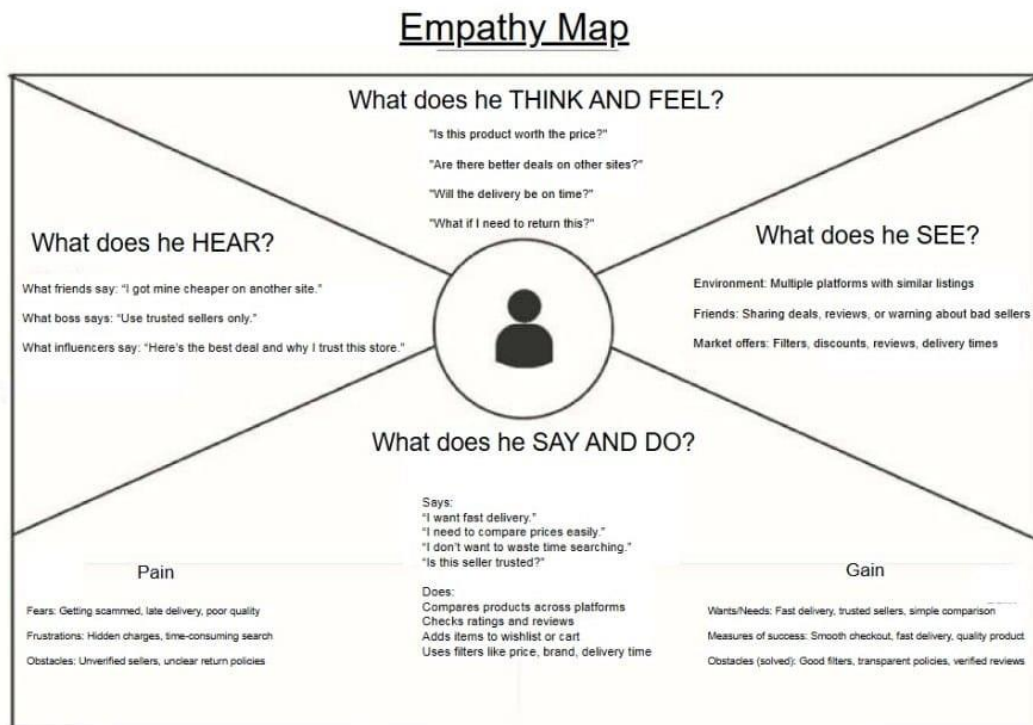 Empathy Map
What does he THINK AND FEEL?
"Is this product worth the price?"
"Are there better deals on other sites?"
"Will the delivery be on time?"
"What if I need to return this?"
What does he HEAR?
What friends say: “I got mine cheaper on another site.”
What boss says: “Use trusted sellers only.”
What influencers say: “Here's the best deal and why I trust this store.”
What does he SEE?
Environment: Multiple platforms with similar listings
Friends: Sharing deals, reviews, or warning about bad sellers
Market offers: Filters, discounts, reviews, delivery times
What does he SAY AND DO?
Says:
“I want fast delivery.”
“I need to compare prices easily.”
“I don't want to waste time searching.”
“Is this seller trusted?”
Does:
Compares products across platforms
Checks ratings and reviews
Adds items to wishlist or cart
Uses filters like price, brand, delivery time
Pain
Fears: Getting scammed, late delivery, poor quality
Frustrations: Hidden charges, time-consuming search
Obstacles: Unverified sellers, unclear return policies
Gain
Wants/Needs: Fast delivery, trusted sellers, simple comparison
Measures of success: Smooth checkout, fast delivery, quality product
Obstacles (solved): Good filters, transparent policies, verified reviews